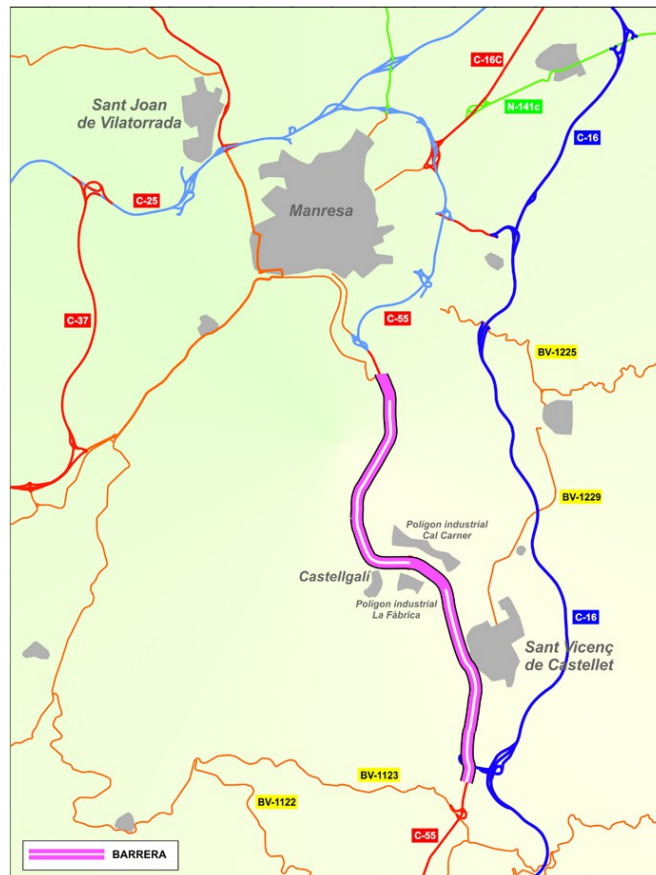 C-16C
Sant Joan
de Vilatorrada
N-141c
C-16
C-25
Manresa
C-37
C-55
BV-1225
BV-1229
Polígon industrial
Cal Carner
Castellgalí
Polígon industrial
La Fàbrica
C-16
Sant Vicenç
de Castellet
BV-1123
BV-1122
C-55
BARRERA